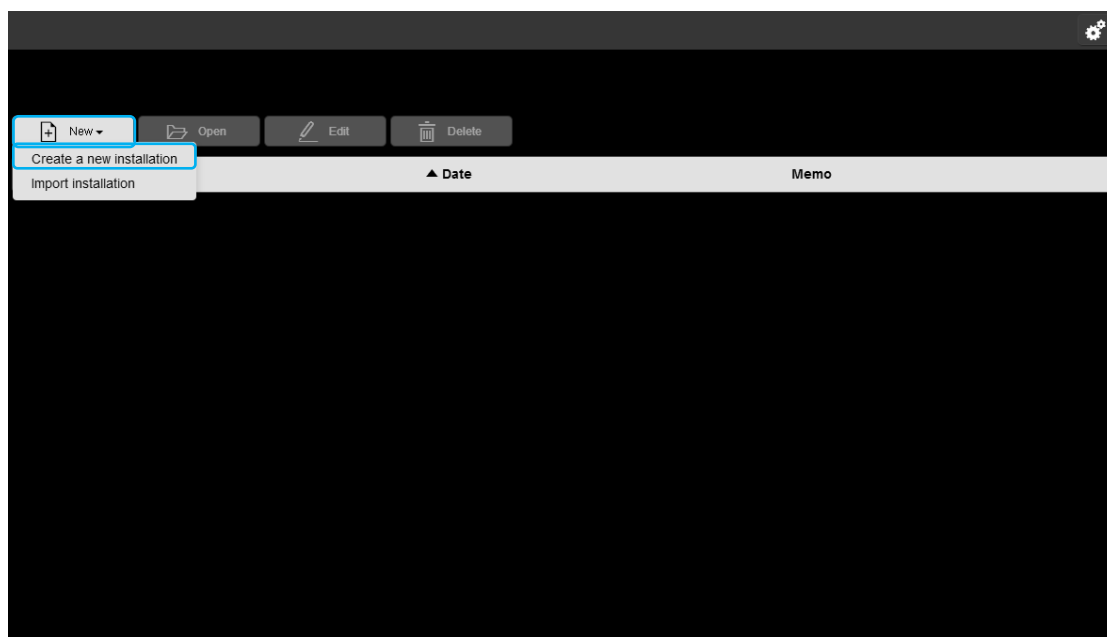 New
Open
Edit
Delete
Create a new installation
Import installation
Date
Memo